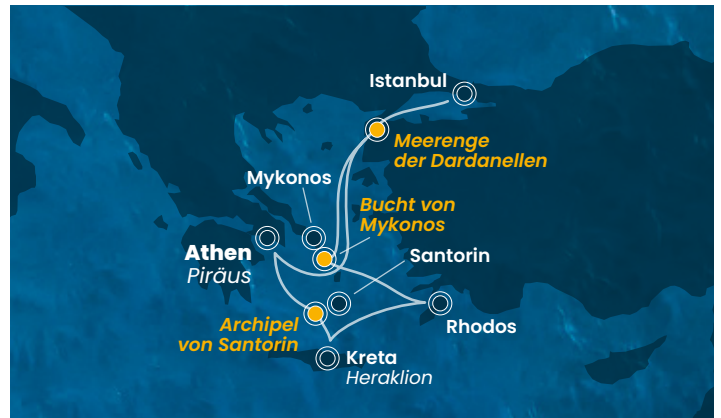 Istanbul
Meerenge
der Dardanellen
Mykonos
Bucht von
Mykonos
Athen
Piräus
Santorin
Archipel
von Santorin
Rhodos
Kreta
Heraklion